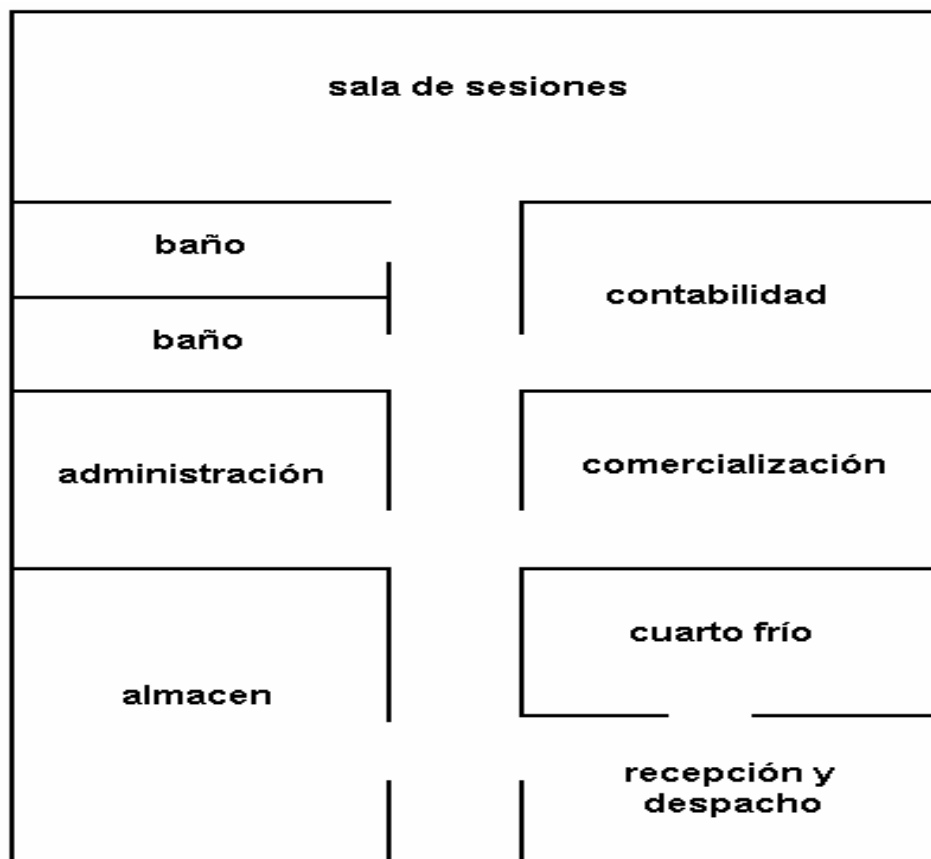 sala de sesiones
baño
contabilidad
baño
administración
comercialización
cuarto frío
almacen
recepción y
despacho